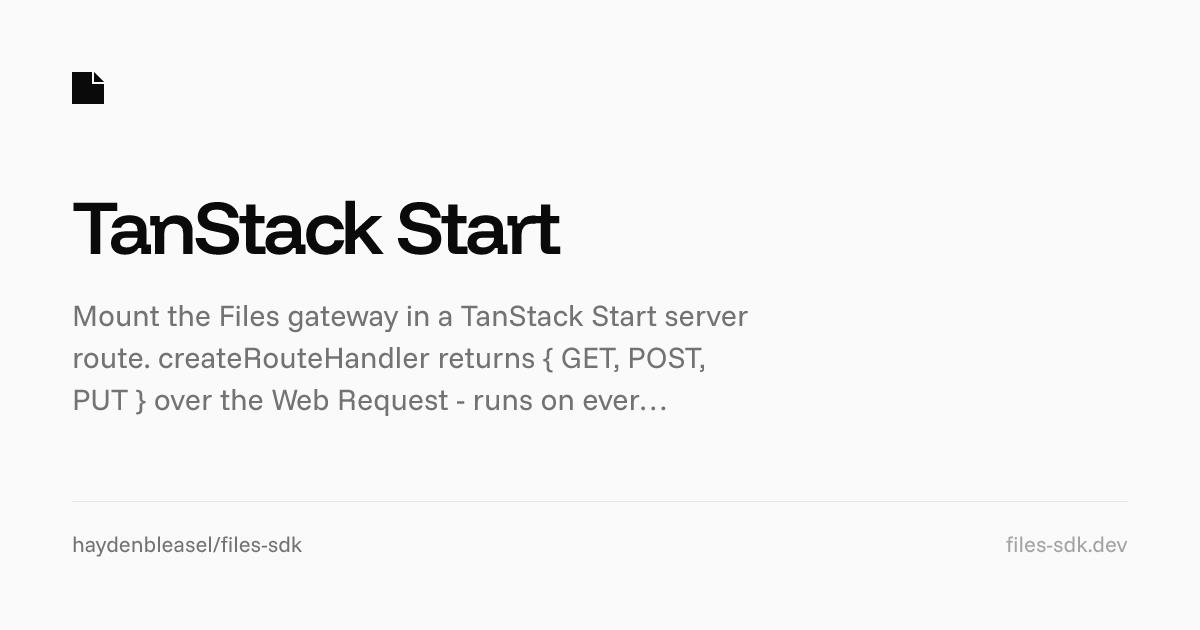 TanStack Start
Mount the Files gateway in a TanStack Start server
route. createRouteHandler returns { GET, POST,
PUT } over the Web Request - runs on ever…
haydenbleasel/files-sdk
files-sdk.dev